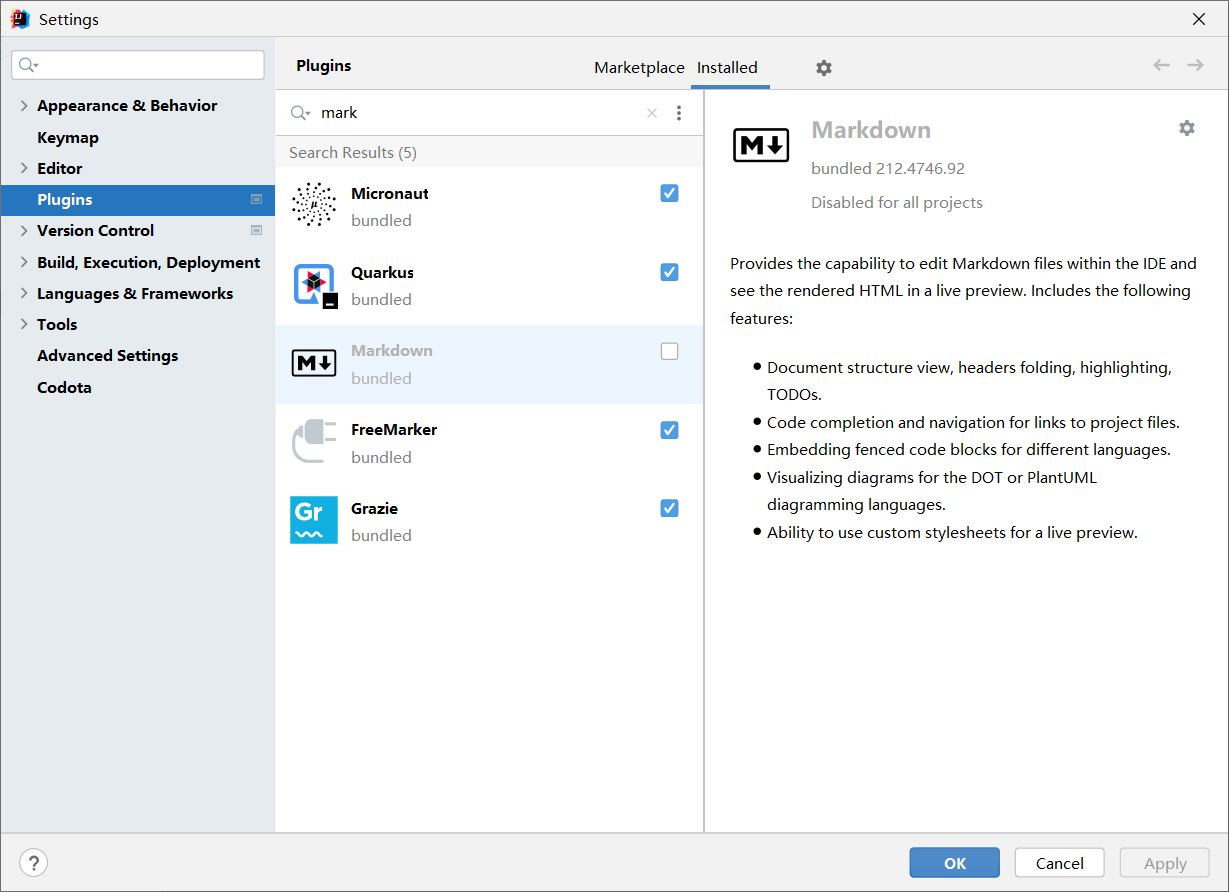 Settings
Plugins
Marketplace
Installed
Appearance & Behavior
Keymap
Editor
Plugins
Version Control
Build, Execution, Deployment
Languages & Frameworks
Tools
Advanced Settings
Codota
mark
Search Results (5)
Micronaut
bundled
Quarkus
bundled
Markdown
bundled
FreeMarker
bundled
Gr
Grazie
bundled
Markdown
bundled 212.4746.92
Disabled for all projects
Provides the capability to edit Markdown files within the IDE and
see the rendered HTML in a live preview. Includes the following
features:
• Document structure view, headers folding, highlighting,
TODOs.
• Code completion and navigation for links to project files.
• Embedding fenced code blocks for different languages.
• Visualizing diagrams for the DOT or PlantUML
diagramming languages.
• Ability to use custom stylesheets for a live preview.
?
OK
Cancel
Apply